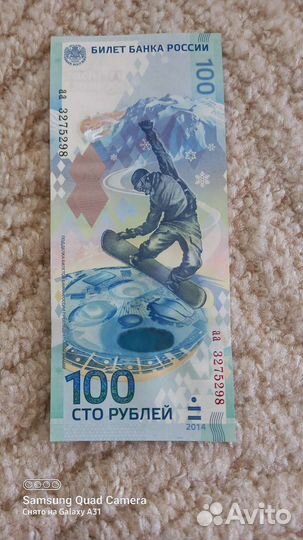 БИЛЕТ БАНКА РОССИИ
100
аа 3275298
аа 3275298
100
СТО РУБЛЕЙ
2014
Samsung Quad Camera
Снято на Galaxy A31
Avito